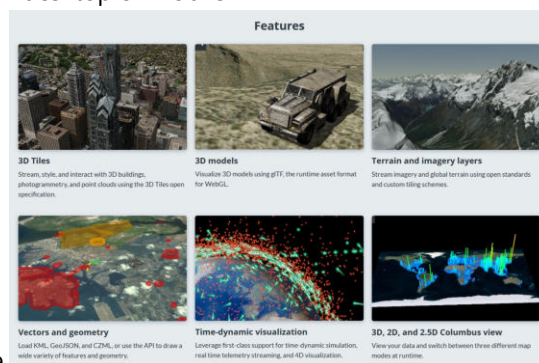 Features
3D Tiles
Stream, style, and interact with 3D buildings,
photogrammetry, and point clouds using the 3D Tiles open
specification.
3D models
Visualize 3D models using glTF, the runtime asset format
for WebGL.
Terrain and imagery layers
Stream imagery and global terrain using open standards
and custom tiling schemes.
Vectors and geometry
Load KML, GeoJSON, and CZML, or use the API to draw a
wide variety of features and geometry.
Time-dynamic visualization
Leverage first-class support for time-dynamic simulation,
real time telemetry streaming, and 4D visualization.
3D, 2D, and 2.5D Columbus view
View your data and switch between three different map
modes at runtime.